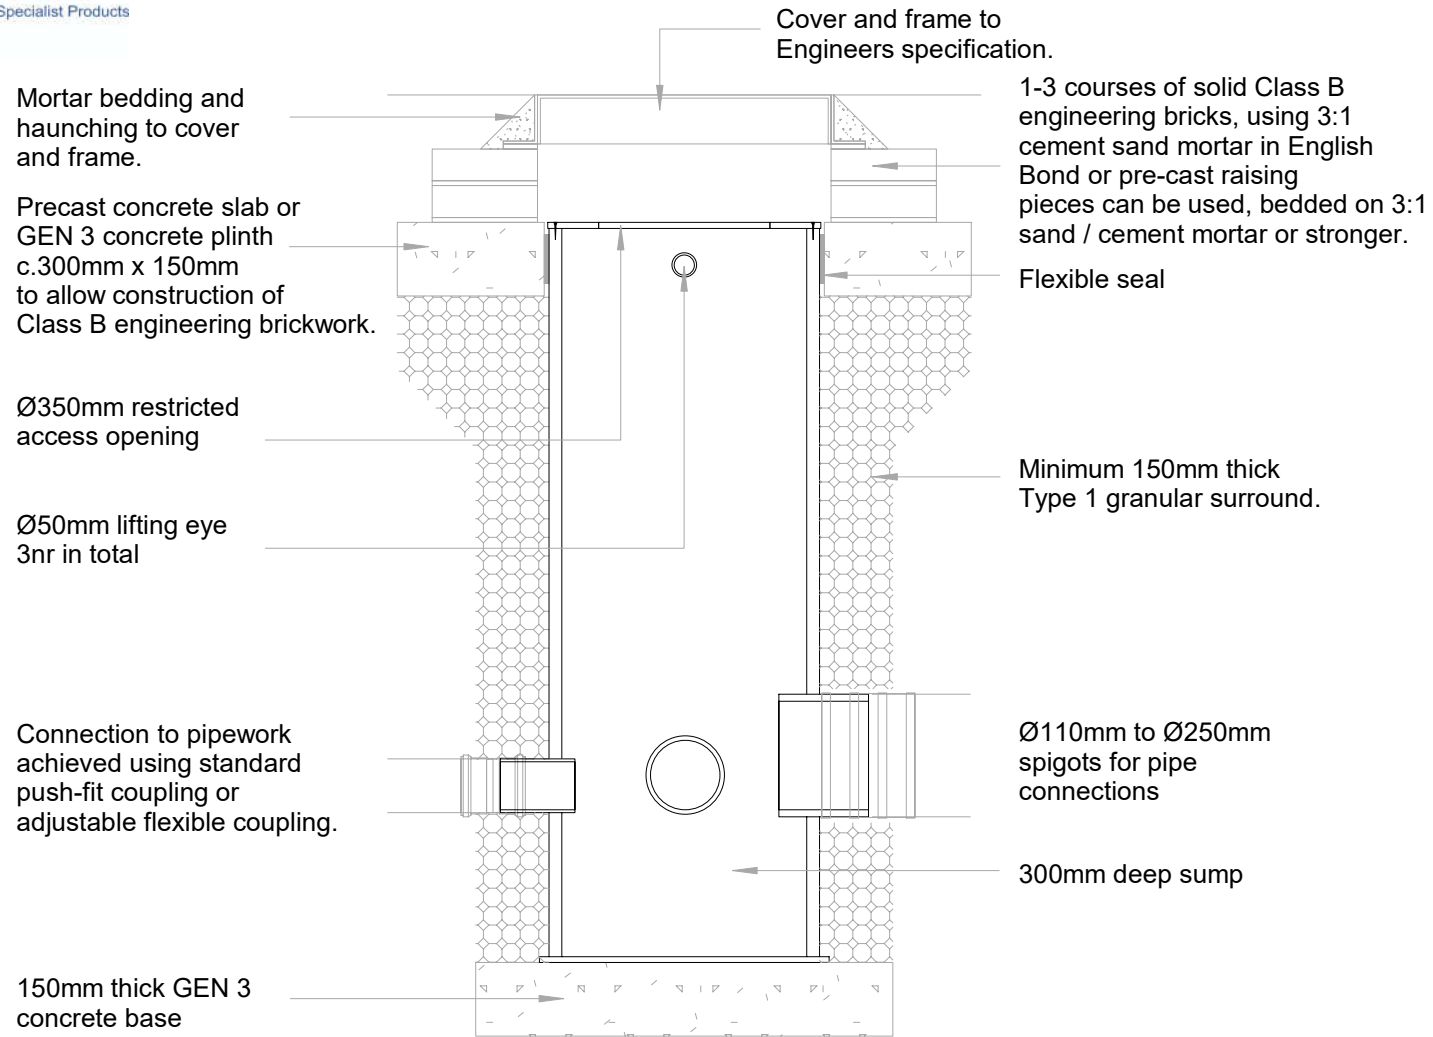 Specialist Products
Cover and frame to
Engineers specification.
Mortar bedding and
haunching to cover
and frame.
1-3 courses of solid Class B
engineering bricks, using 3:1
cement sand mortar in English
Bond or pre-cast raising
pieces can be used, bedded on 3:1
sand / cement mortar or stronger.
Precast concrete slab or
GEN 3 concrete plinth
c.300mm x 150mm
to allow construction of
Class B engineering brickwork.
Flexible seal
Ø350mm restricted
access opening
Minimum 150mm thick
Type 1 granular surround.
Ø50mm lifting eye
3nr in total
Connection to pipework
achieved using standard
push-fit coupling or
adjustable flexible coupling.
Ø110mm to Ø250mm
spigots for pipe
connections
300mm deep sump
150mm thick GEN 3
concrete base